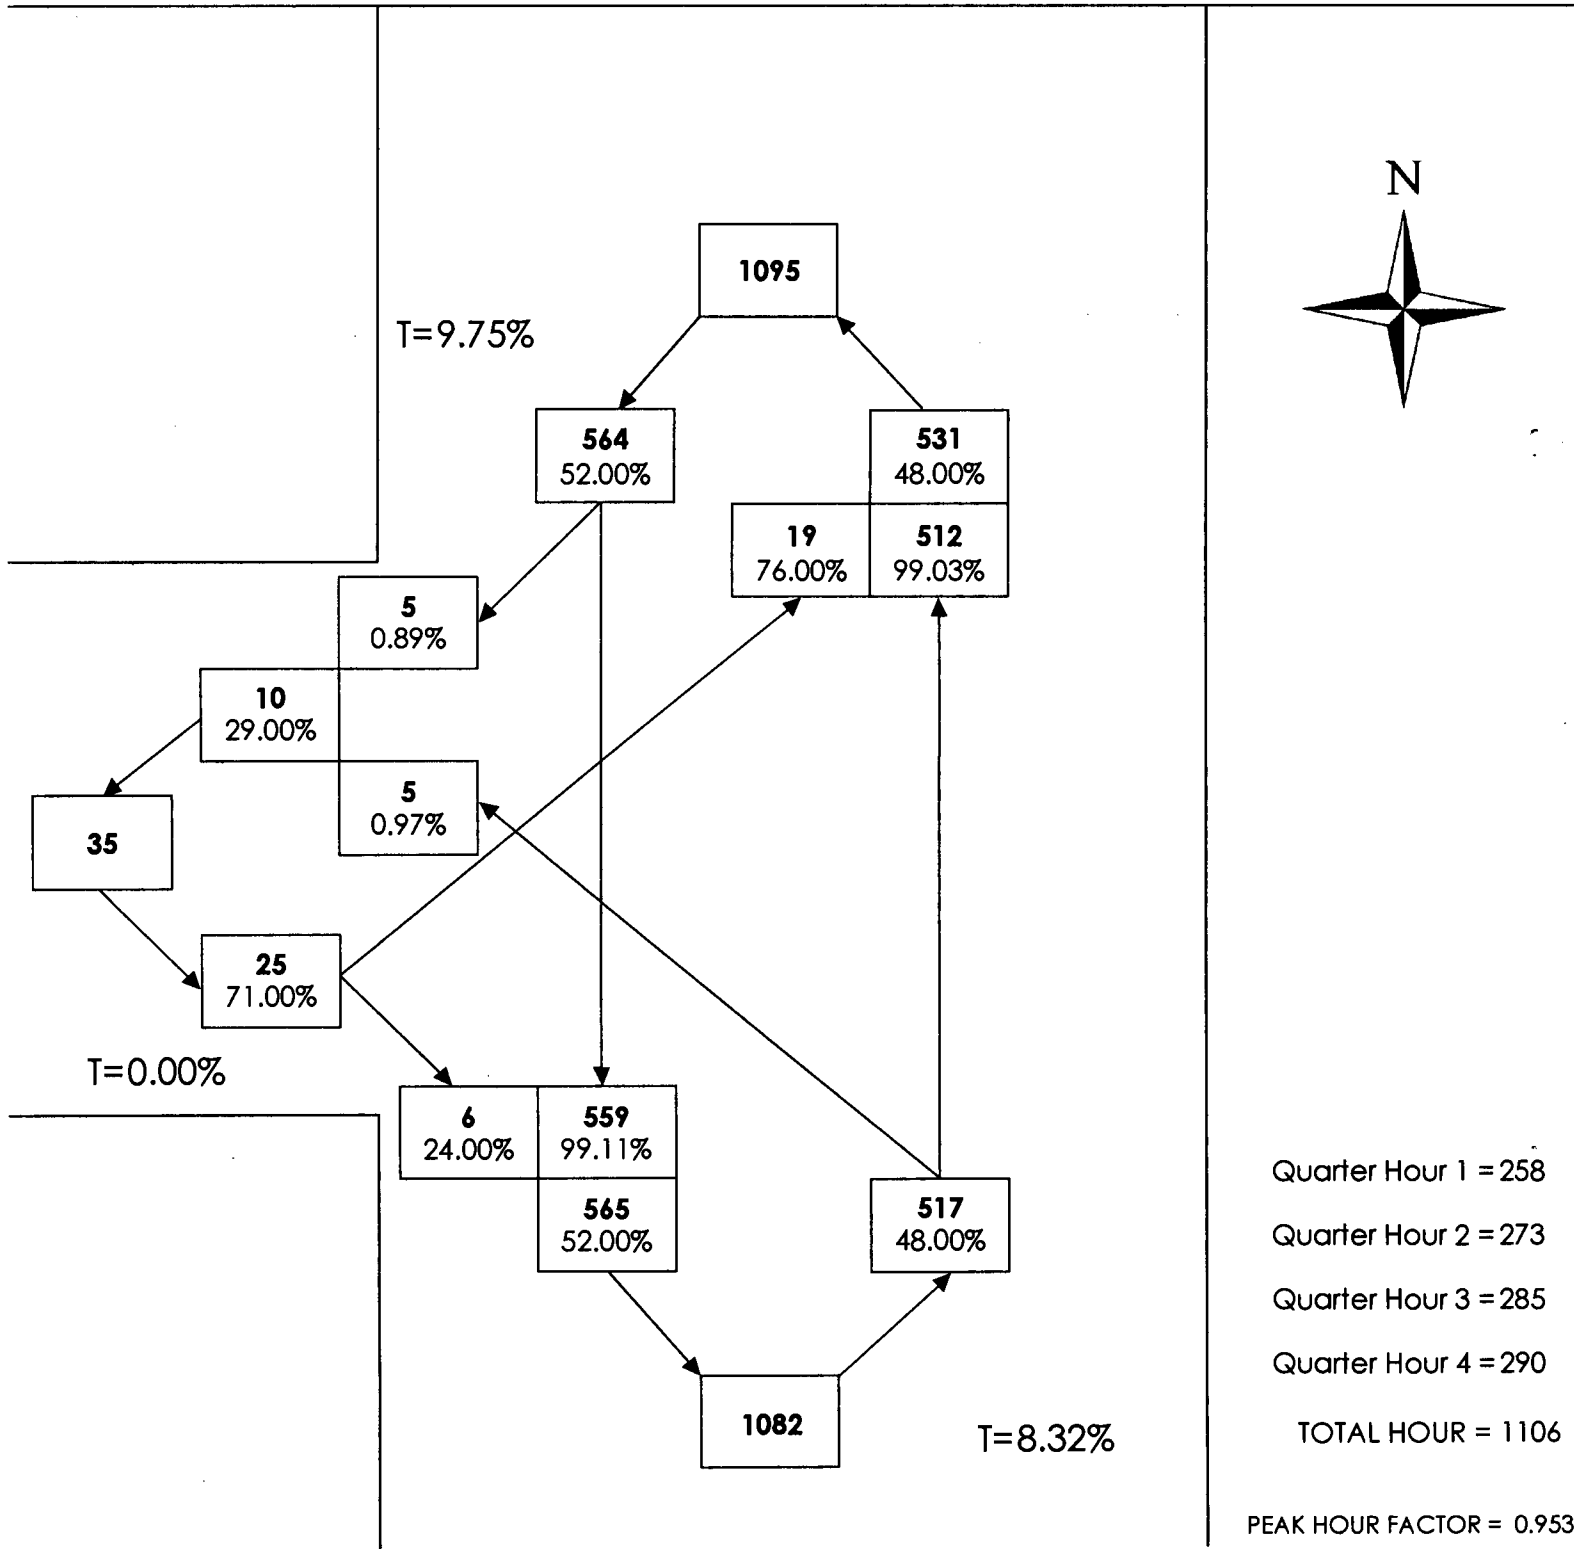 N
1095
T=9.75%
564
52.00%
531
48.00%
19
76.00%
512
99.03%
5
0.89%
10
29.00%
5
0.97%
35
25
71.00%
T=0.00%
6
24.00%
559
99.11%
565
52.00%
517
48.00%
1082
T=8.32%
Quarter Hour 1 = 258
Quarter Hour 2 = 273
Quarter Hour 3 = 285
Quarter Hour 4 = 290
TOTAL HOUR = 1106
PEAK HOUR FACTOR = 0.953